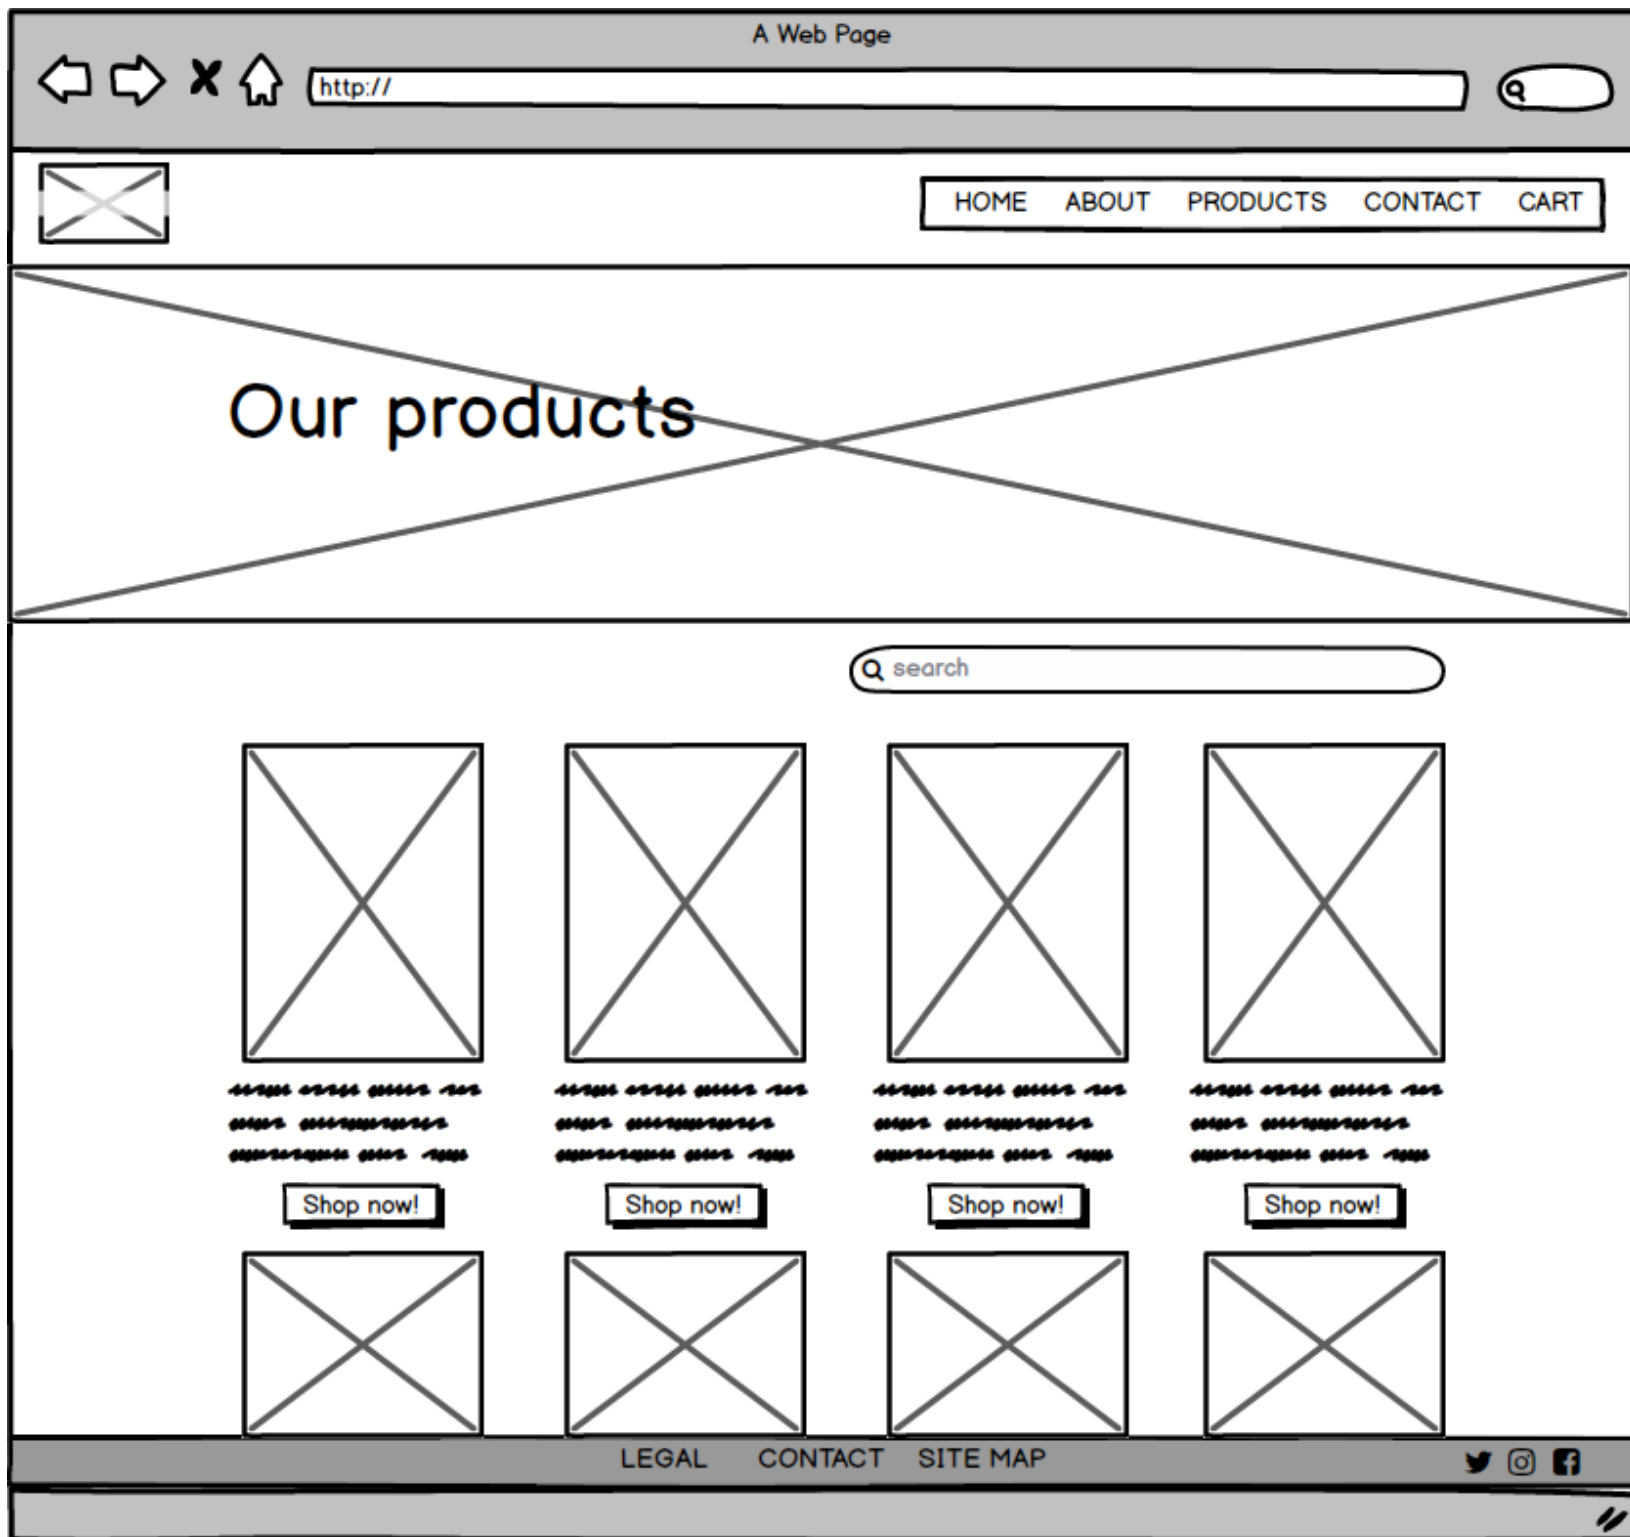 A Web Page
http://
HOME ABOUT PRODUCTS CONTACT CART
Our products
search
Shop now! Shop now! Shop now! Shop now!
LEGAL CONTACT SITE MAP